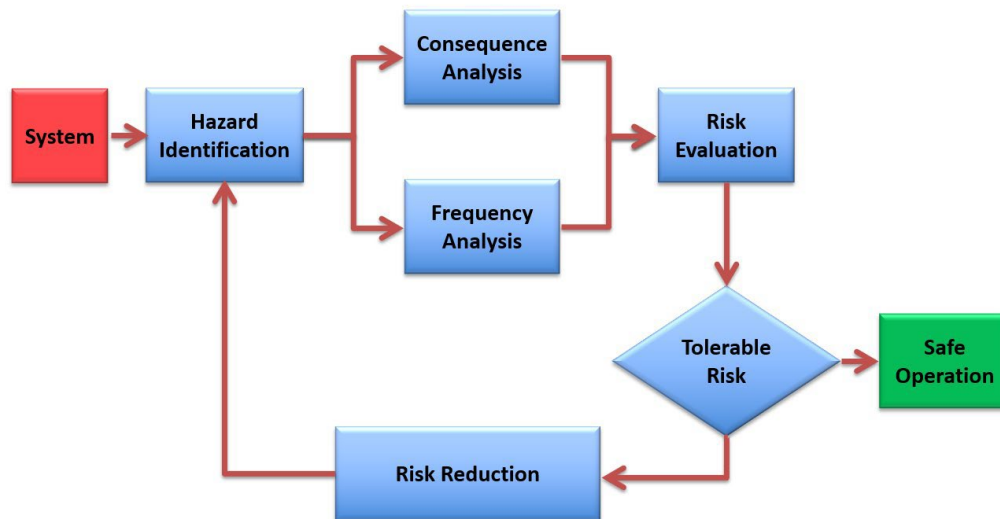 System
Hazard
Identification
Consequence
Analysis
Frequency
Analysis
Risk
Evaluation
Tolerable
Risk
Safe
Operation
Risk Reduction